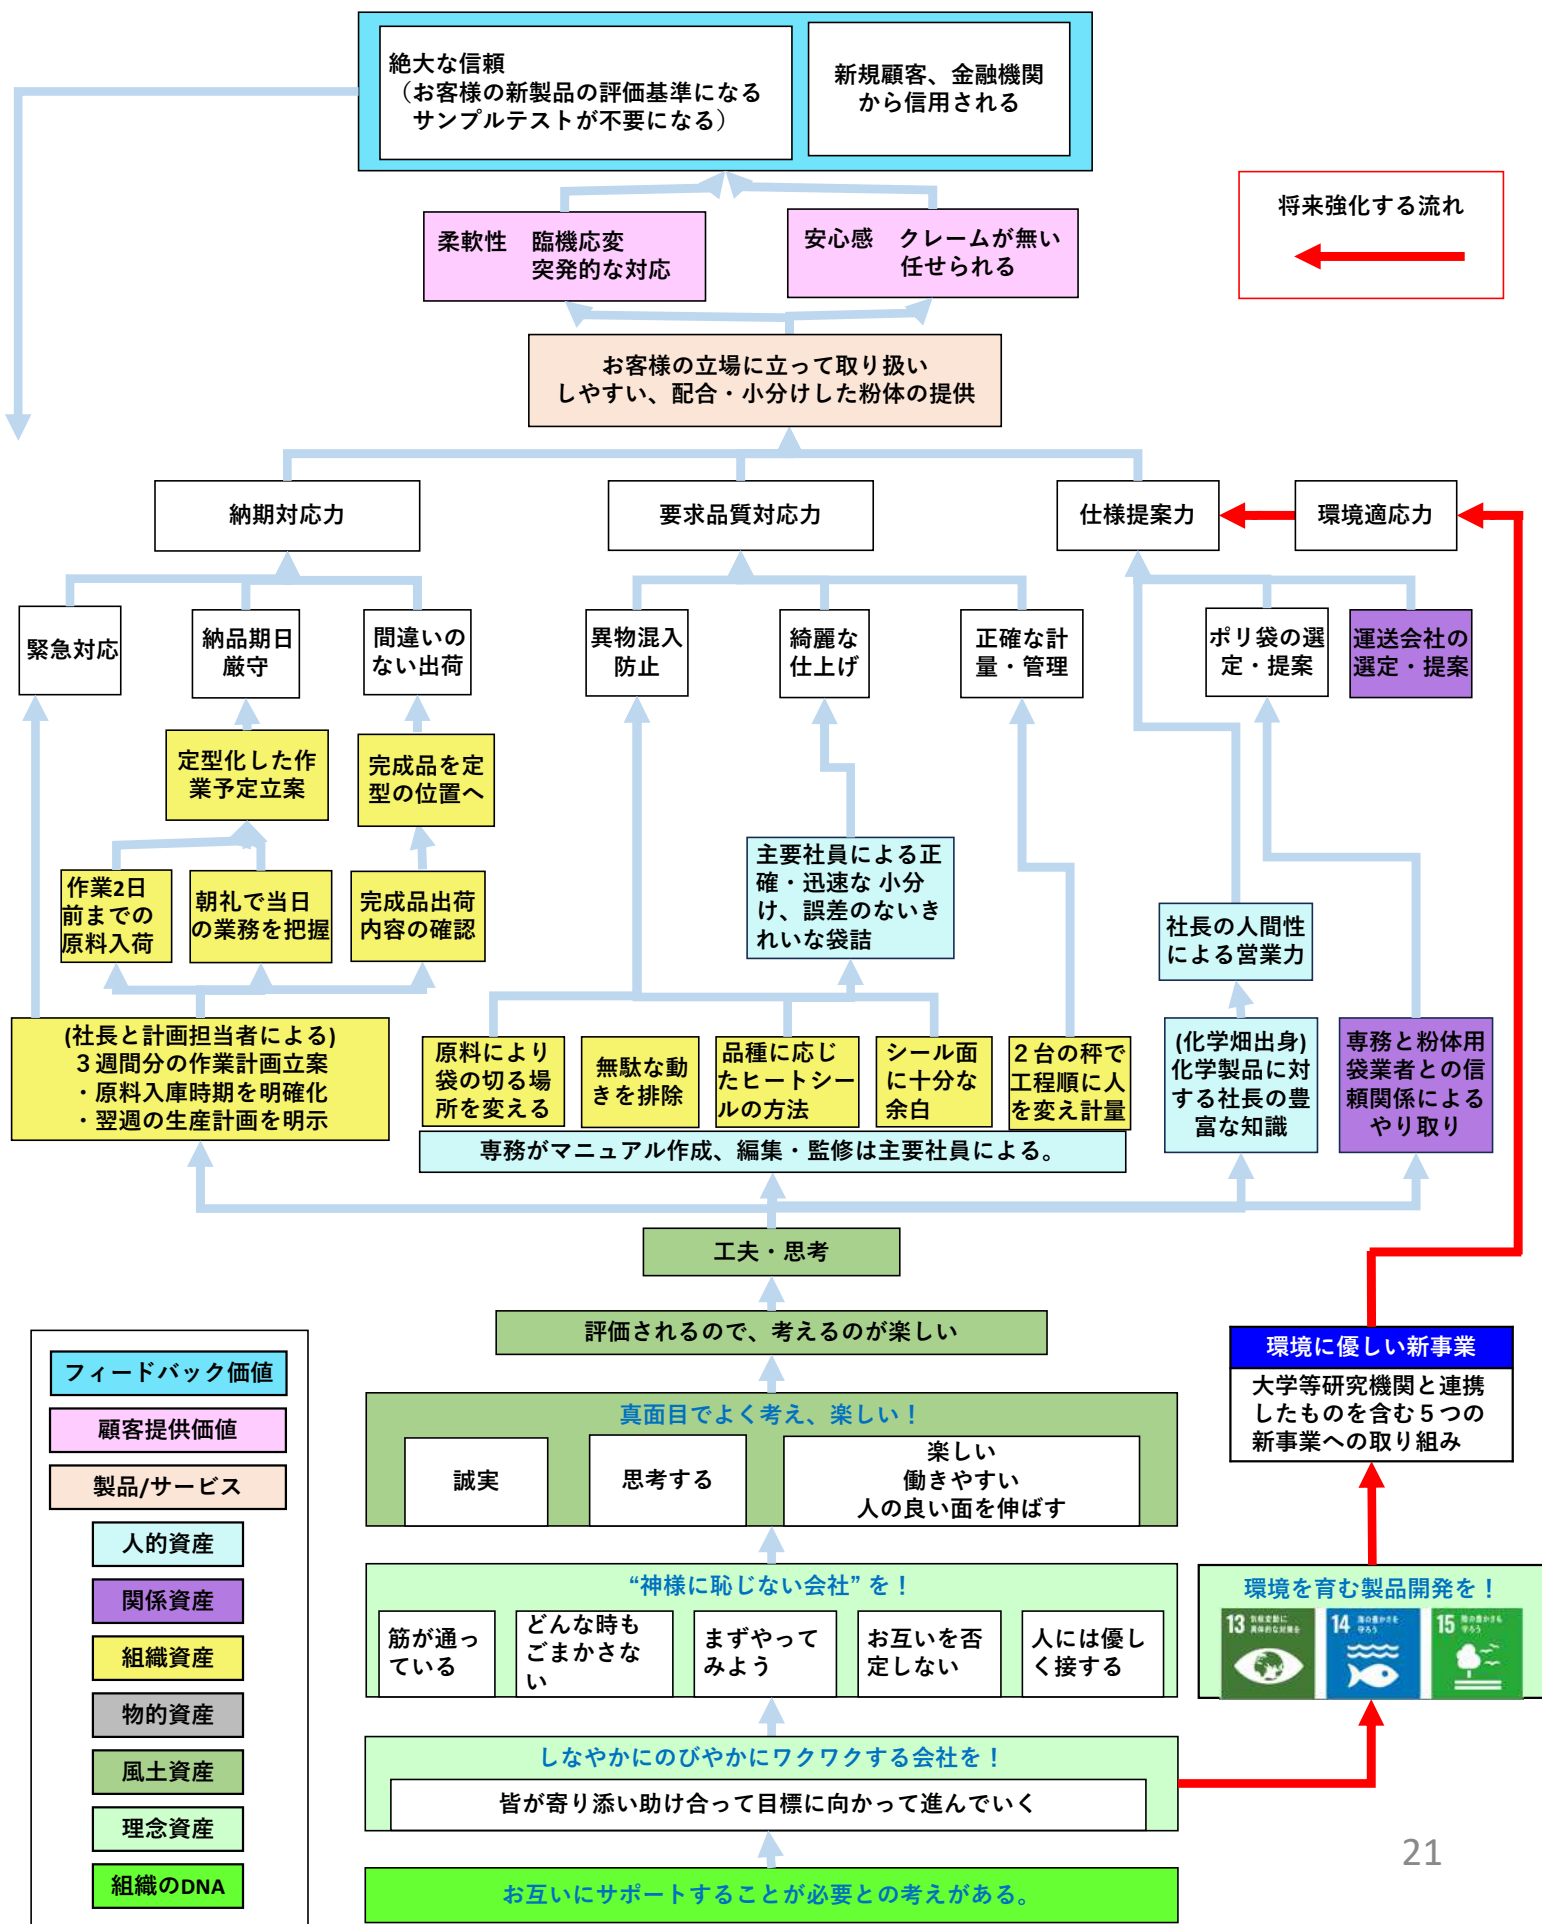 絶大な信頼
（お客様の新製品の評価基準になる
サンプルテストが不要になる）
新規顧客、金融機関
から信用される
将来強化する流れ
柔軟性　臨機応変
突発的な対応
安心感　クレームが無い
任せられる
お客様の立場に立って取り扱い
しやすい、配合・小分けした粉体の提供
納期対応力
要求品質対応力
仕様提案力
環境適応力
緊急対応
納品期日
厳守
間違いの
ない出荷
異物混入
防止
綺麗な
仕上げ
正確な計
量・管理
ポリ袋の選
定・提案
運送会社の
選定・提案
定型化した作
業予定立案
完成品を定
型の位置へ
作業2日
前までの
原料入荷
朝礼で当日
の業務を把握
完成品出荷
内容の確認
主要社員による正
確・迅速な 小分
け、誤差のないき
れいな袋詰
社長の人間性
による営業力
(社長と計画担当者による)
３週間分の作業計画立案
・原料入庫時期を明確化
・翌週の生産計画を明示
原料により
袋の切る場
所を変える
無駄な動
きを排除
品種に応じ
たヒートシー
ルの方法
シール面
に十分な
余白
２台の秤で
工程順に人
を変え計量
(化学畑出身)
化学製品に対
する社長の豊
富な知識
専務と粉体用
袋業者との信
頼関係による
やり取り
専務がマニュアル作成、編集・監修は主要社員による。
工夫・思考
評価されるので、考えるのが楽しい
真面目でよく考え、楽しい！
誠実
思考する
楽しい
働きやすい
人の良い面を伸ばす
“神様に恥じない会社” を！
筋が通っ
ている
どんな時も
ごまかさな
い
まずやって
みよう
お互いを否
定しない
人には優し
く接する
しなやかにのびやかにワクワクする会社を！
皆が寄り添い助け合って目標に向かって進んでいく
お互いにサポートすることが必要との考えがある。
環境に優しい新事業
大学等研究機関と連携
したものを含む５つの
新事業への取り組み
環境を育む製品開発を！
13 気候変動に
具体的な対策を
14 海の豊かさを
守ろう
15 陸の豊かさも
守ろう
フィードバック価値
顧客提供価値
製品/サービス
人的資産
関係資産
組織資産
物的資産
風土資産
理念資産
組織のDNA
21